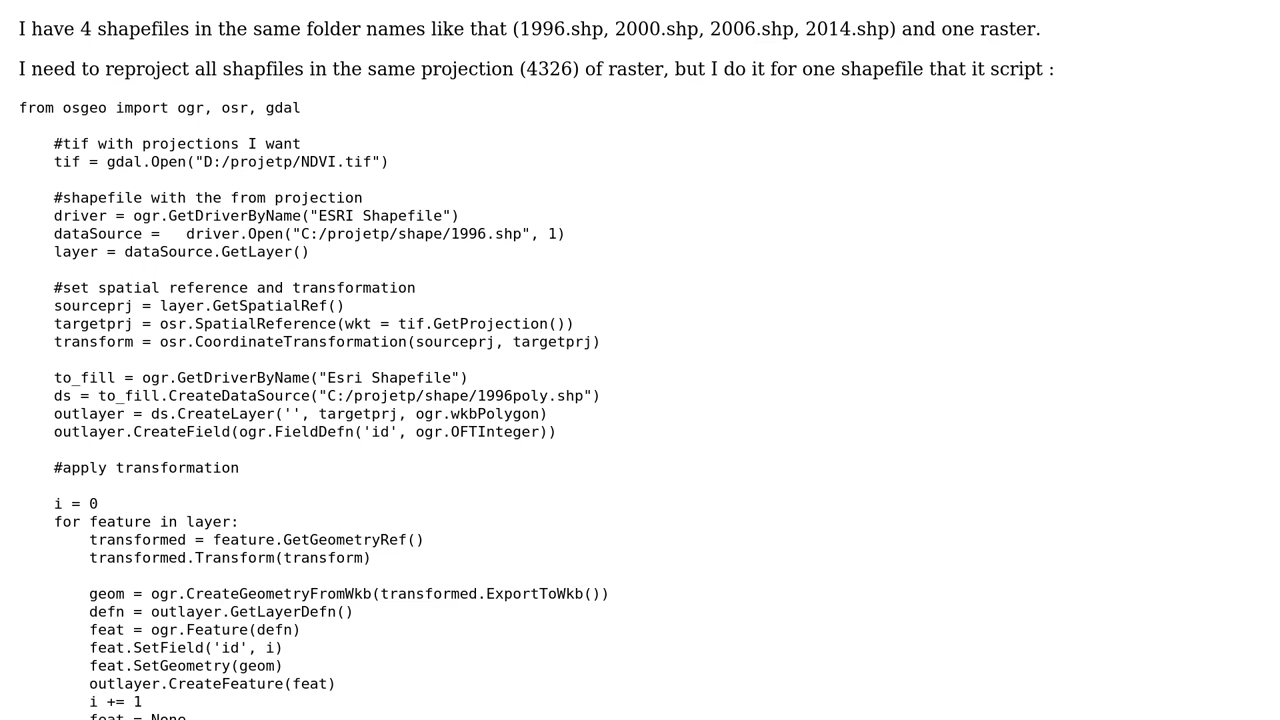 I have 4 shapefiles in the same folder names like that (1996.shp, 2000.shp, 2006.shp, 2014.shp) and one raster.
I need to reproject all shapfiles in the same projection (4326) of raster, but I do it for one shapefile that it script :
from osgeo import ogr, osr, gdal
#tif with projections I want
tif = gdal.Open("D:/projetp/NDVI.tif")
#shapefile with the from projection
driver = ogr.GetDriverByName("ESRI Shapefile")
dataSource =   driver.Open("C:/projetp/shape/1996.shp", 1)
layer = dataSource.GetLayer()
#set spatial reference and transformation
sourceprj = layer.GetSpatialRef()
targetprj = osr.SpatialReference(wkt = tif.GetProjection())
transform = osr.CoordinateTransformation(sourceprj, targetprj)
to_fill = ogr.GetDriverByName("Esri Shapefile")
ds = to_fill.CreateDataSource("C:/projetp/shape/1996poly.shp")
outlayer = ds.CreateLayer('', targetprj, ogr.wkbPolygon)
outlayer.CreateField(ogr.FieldDefn('id', ogr.OFTInteger))
#apply transformation
i = 0
for feature in layer:
transformed = feature.GetGeometryRef()
transformed.Transform(transform)
geom = ogr.CreateGeometryFromWkb(transformed.ExportToWkb())
defn = outlayer.GetLayerDefn()
feat = ogr.Feature(defn)
feat.SetField('id', i)
feat.SetGeometry(geom)
outlayer.CreateFeature(feat)
i += 1
feat = None